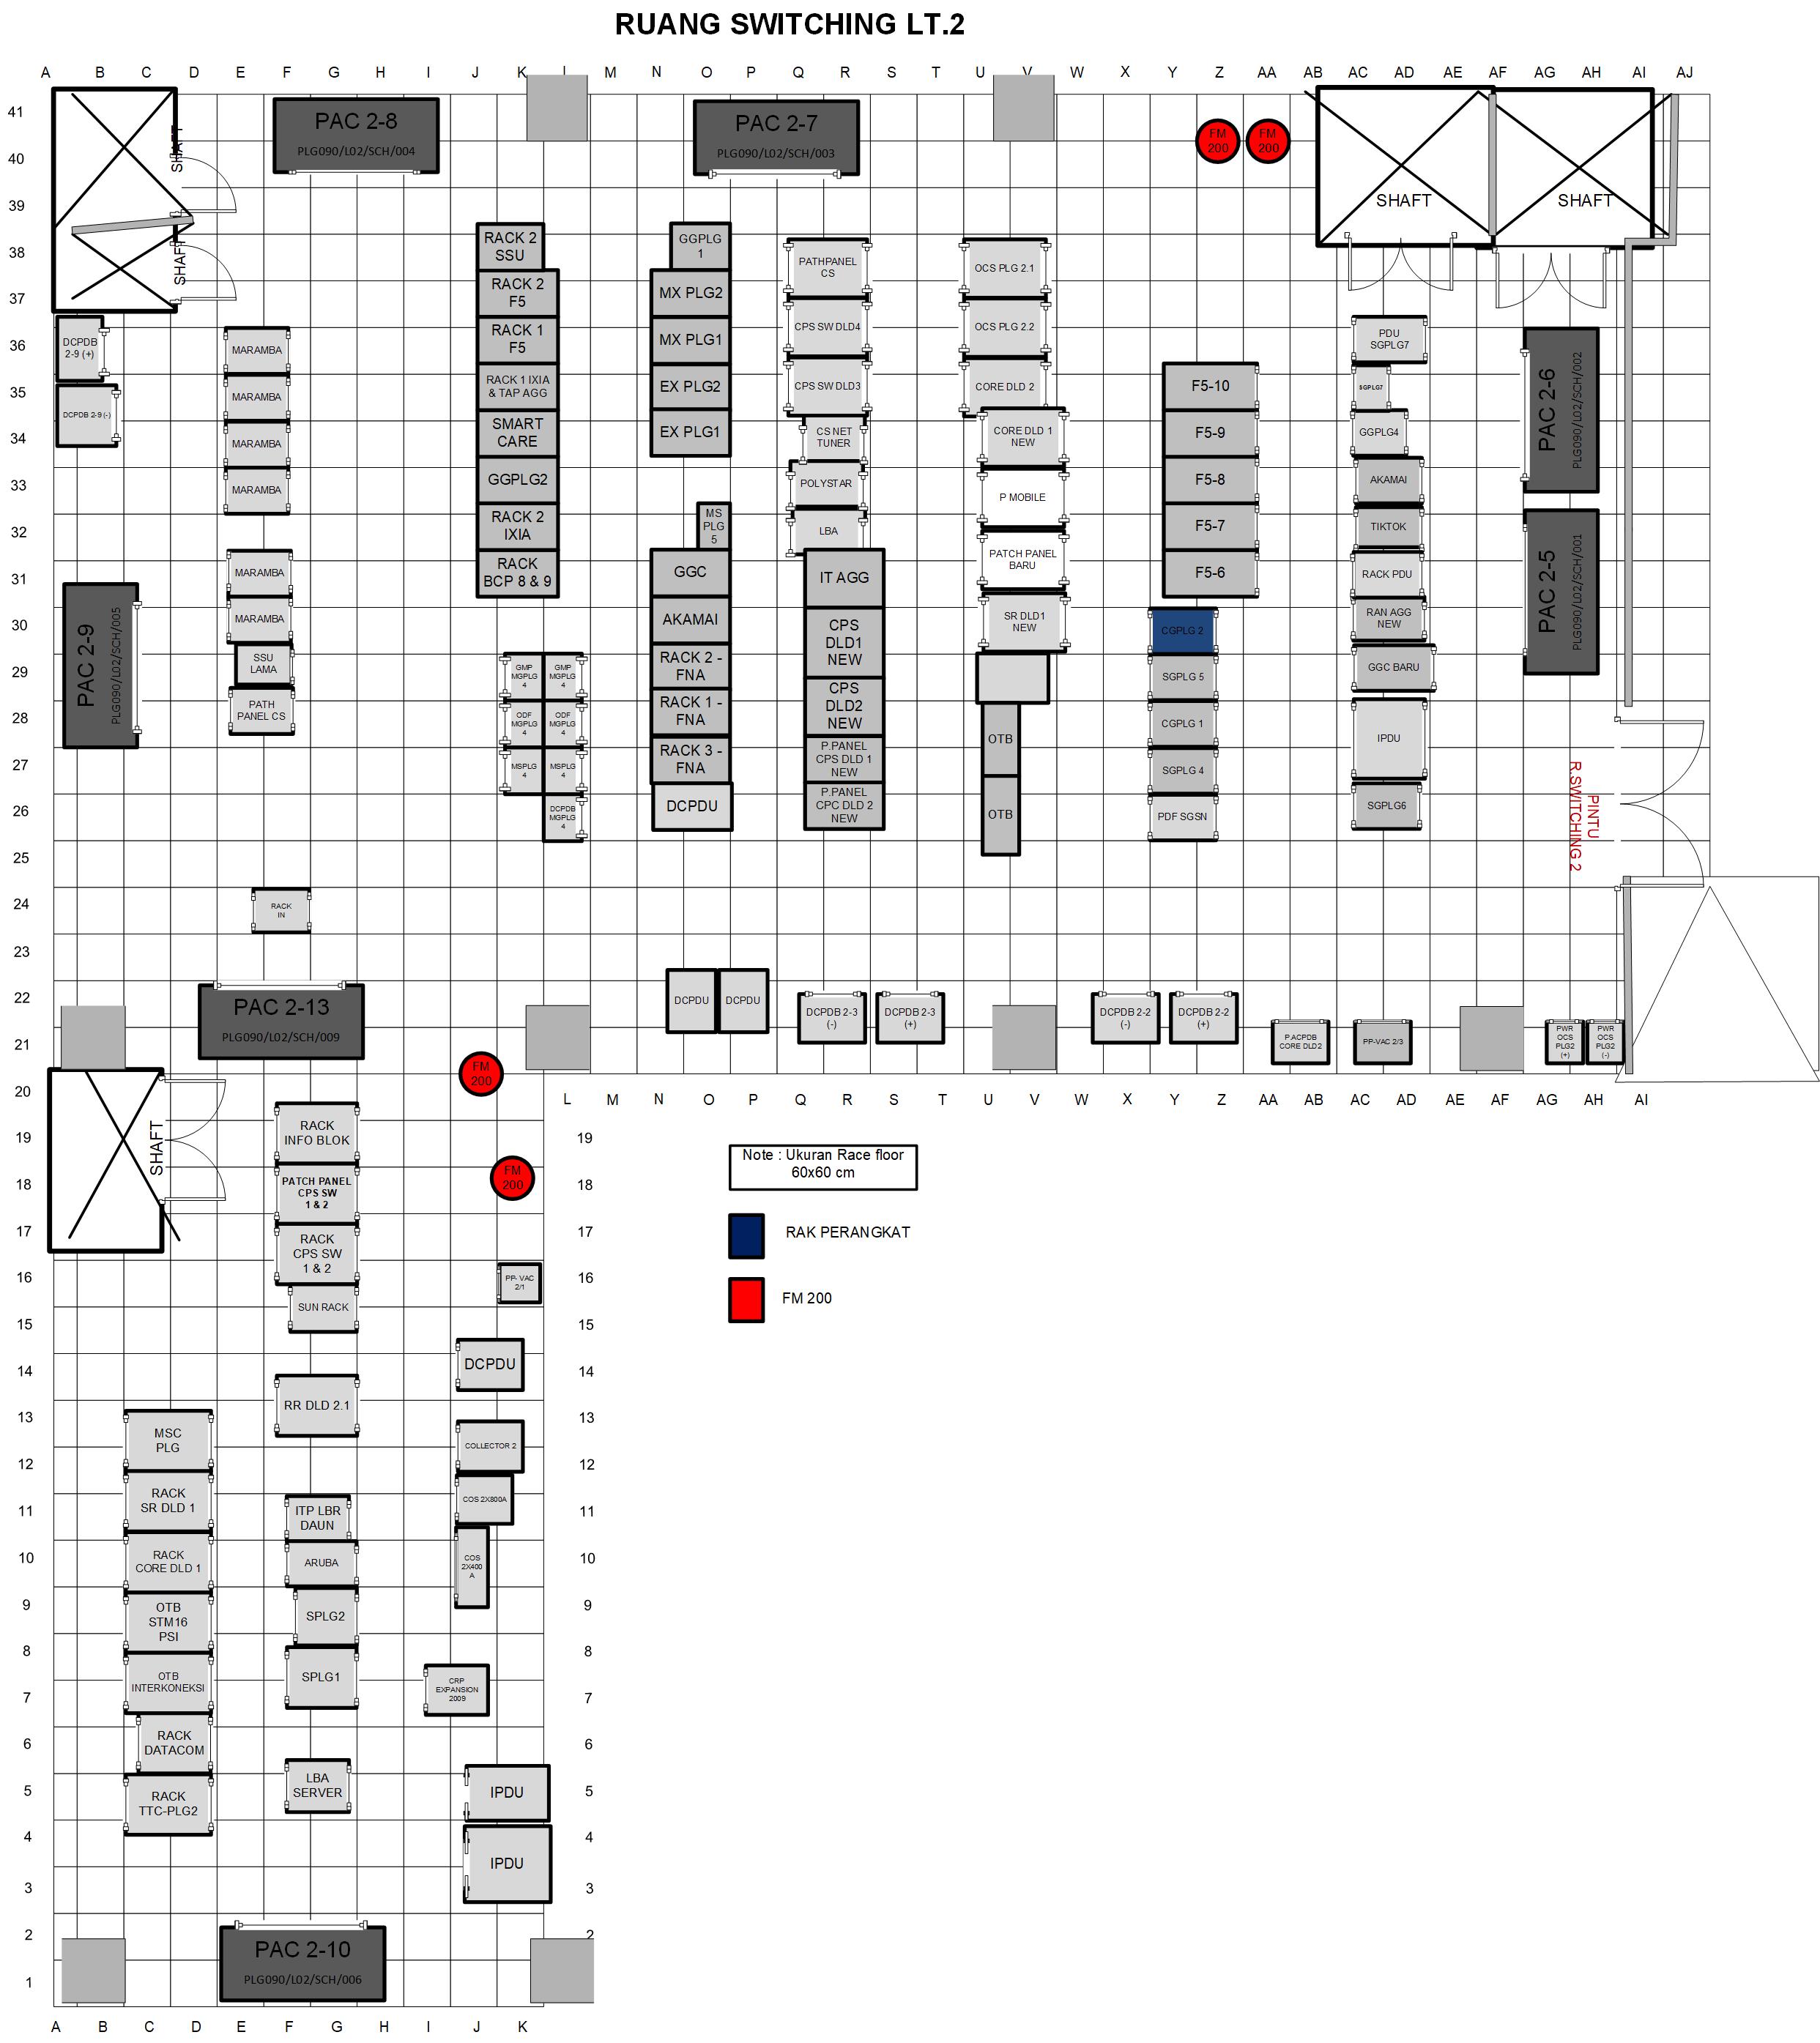 RUANG SWITCHING LT.2
A B C D E F G H I J K L M N O P Q R S T U V W X Y Z AA AB AC AD AE AF AG AH AI AJ
41
40
39
38
37
36
35
34
33
32
31
30
29
28
27
26
25
24
23
22
21
20
19
18
17
16
15
14
13
12
11
10
9
8
7
6
5
4
3
2
1
SHAFT
SHAFT
PAC 2-8
PLG090/L02/SCH/004
PAC 2-7
PLG090/L02/SCH/003
FM
200
FM
200
SHAFT
SHAFT
DCPDB
2-9 (+)
DCPDB 2-9 (-)
PAC 2-9
PLG090/L02/SCH/005
MARAMBA
MARAMBA
MARAMBA
MARAMBA
MARAMBA
MARAMBA
SSU
LAMA
PATH
PANEL CS
RACK
IN
RACK 2
SSU
RACK 2
F5
RACK 1
F5
RACK 1 IXIA
& TAP AGG
SMART
CARE
GGPLG2
RACK 2
IXIA
RACK
BCP 8 & 9
GMP
MGPLG
4
GMP
MGPLG
4
ODF
MGPLG
4
ODF
MGPLG
4
MSPLG
4
MSPLG
4
DCPDB
MGPLG
4
GGPLG
1
MX PLG2
MX PLG1
EX PLG2
EX PLG1
MS
PLG
5
GGC
AKAMAI
RACK 2 -
FNA
RACK 1 -
FNA
RACK 3 -
FNA
DCPDU
PATHPANEL
CS
CPS SW DLD4
CPS SW DLD3
CS NET
TUNER
POLYSTAR
LBA
IT AGG
CPS
DLD1
NEW
CPS
DLD2
NEW
P.PANEL
CPS DLD 1
NEW
P.PANEL
CPC DLD 2
NEW
OCS PLG 2.1
OCS PLG 2.2
CORE DLD 2
CORE DLD 1
NEW
P MOBILE
PATCH PANEL
BARU
SR DLD1
NEW
OTB
OTB
F5-10
F5-9
F5-8
F5-7
F5-6
CGPLG 2
SGPLG 5
CGPLG 1
SGPLG 4
PDF SGSN
PDU
SGPLG7
SGPLG7
GGPLG4
AKAMAI
TIKTOK
RACK PDU
RAN AGG
NEW
GGC BARU
IPDU
SGPLG6
PAC 2-6
PLG090/L02/SCH/002
PAC 2-5
PLG090/L02/SCH/001
PINTU
R.SWITCHING 2
PAC 2-13
PLG090/L02/SCH/009
DCPDU
DCPDU
DCPDB 2-3
(-)
DCPDB 2-3
(+)
DCPDB 2-2
(-)
DCPDB 2-2
(+)
P.ACPDB
CORE DLD2
PP-VAC 2/3
PWR
OCS
PLG2
(+)
PWR
OCS
PLG2
(-)
FM
200
L M N O P Q R S T U V W X Y Z AA AB AC AD AE AF AG AH AI
SHAFT
RACK
INFO BLOK
PATCH PANEL
CPS SW
1 & 2
RACK
CPS SW
1 & 2
SUN RACK
RR DLD 2.1
FM
200
PP- VAC
2/1
19
18
17
16
15
14
13
12
11
10
9
8
7
6
5
4
3
2
Note : Ukuran Race floor
60x60 cm
RAK PERANGKAT
FM 200
DCPDU
COLLECTOR 2
COS 2X800A
COS
2X400
A
CRP
EXPANSION
2009
IPDU
IPDU
MSC
PLG
RACK
SR DLD 1
RACK
CORE DLD 1
OTB
STM16
PSI
OTB
INTERKONEKSI
RACK
DATACOM
RACK
TTC-PLG2
ITP LBR
DAUN
ARUBA
SPLG2
SPLG1
LBA
SERVER
PAC 2-10
PLG090/L02/SCH/006
A B C D E F G H I J K